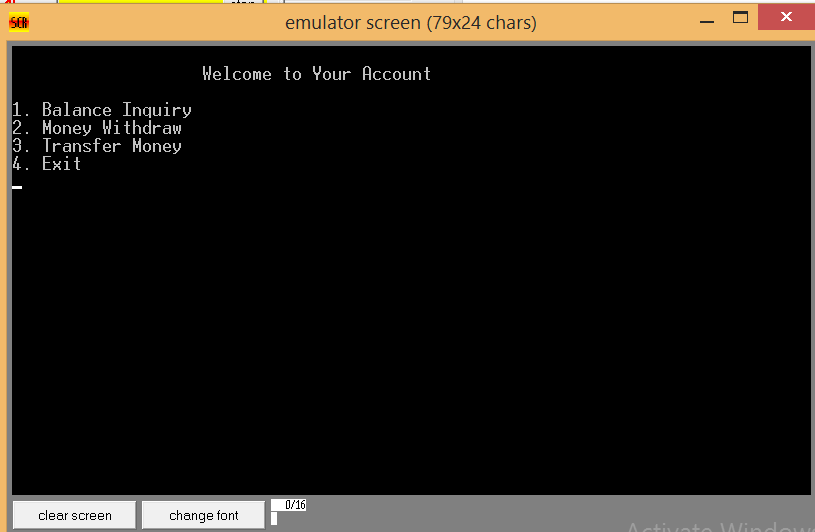 emulator screen (79x24 chars)
Welcome to Your Account
1. Balance Inquiry
2. Money Withdraw
3. Transfer Money
4. Exit
clear screen
change font
0/16